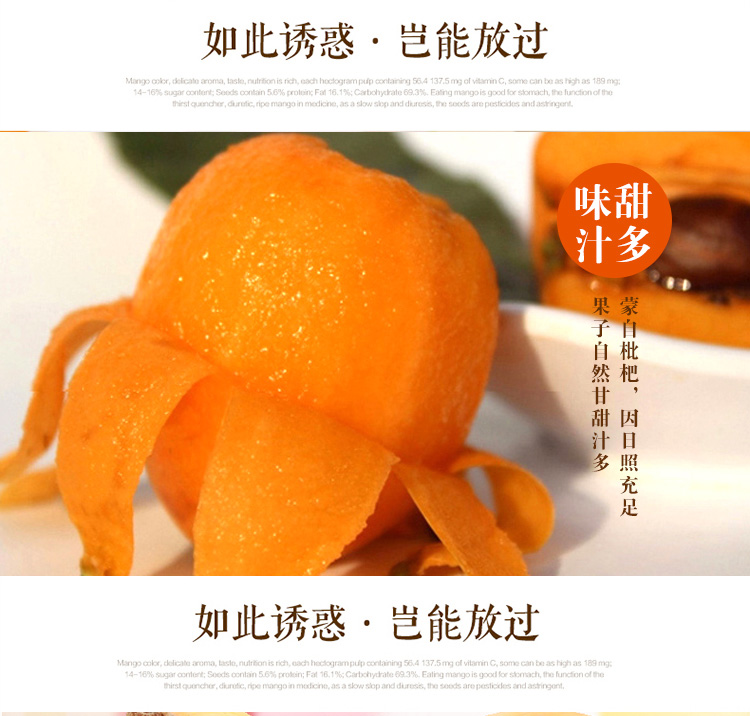 如此诱惑·岂能放过
Mango color, delicate aroma, taste, nutrition is rich, each hectogram pulp containing 56.4 137.5 mg of vitamin C, some can be as high as 189 mg;
14-16% sugar content; Seeds contain 5.6% protein; Fat 16.1%; Carbohydrate 69.3%. Eating mango is good for stomach, the function of the
thirst quencher, diuretic, ripe mango in medicine, as a slow slop and diuresis, the seeds are pesticides and astringent.
味甜
汁多
蒙自枇杷，因日照充足
果子自然甘甜汁多
如此诱惑·岂能放过
Mango color, delicate aroma, taste, nutrition is rich, each hectogram pulp containing 56.4 137.5 mg of vitamin C, some can be as high as 189 mg;
14-16% sugar content; Seeds contain 5.6% protein; Fat 16.1%; Carbohydrate 69.3%. Eating mango is good for stomach, the function of the
thirst quencher, diuretic, ripe mango in medicine, as a slow slop and diuresis, the seeds are pesticides and astringent.